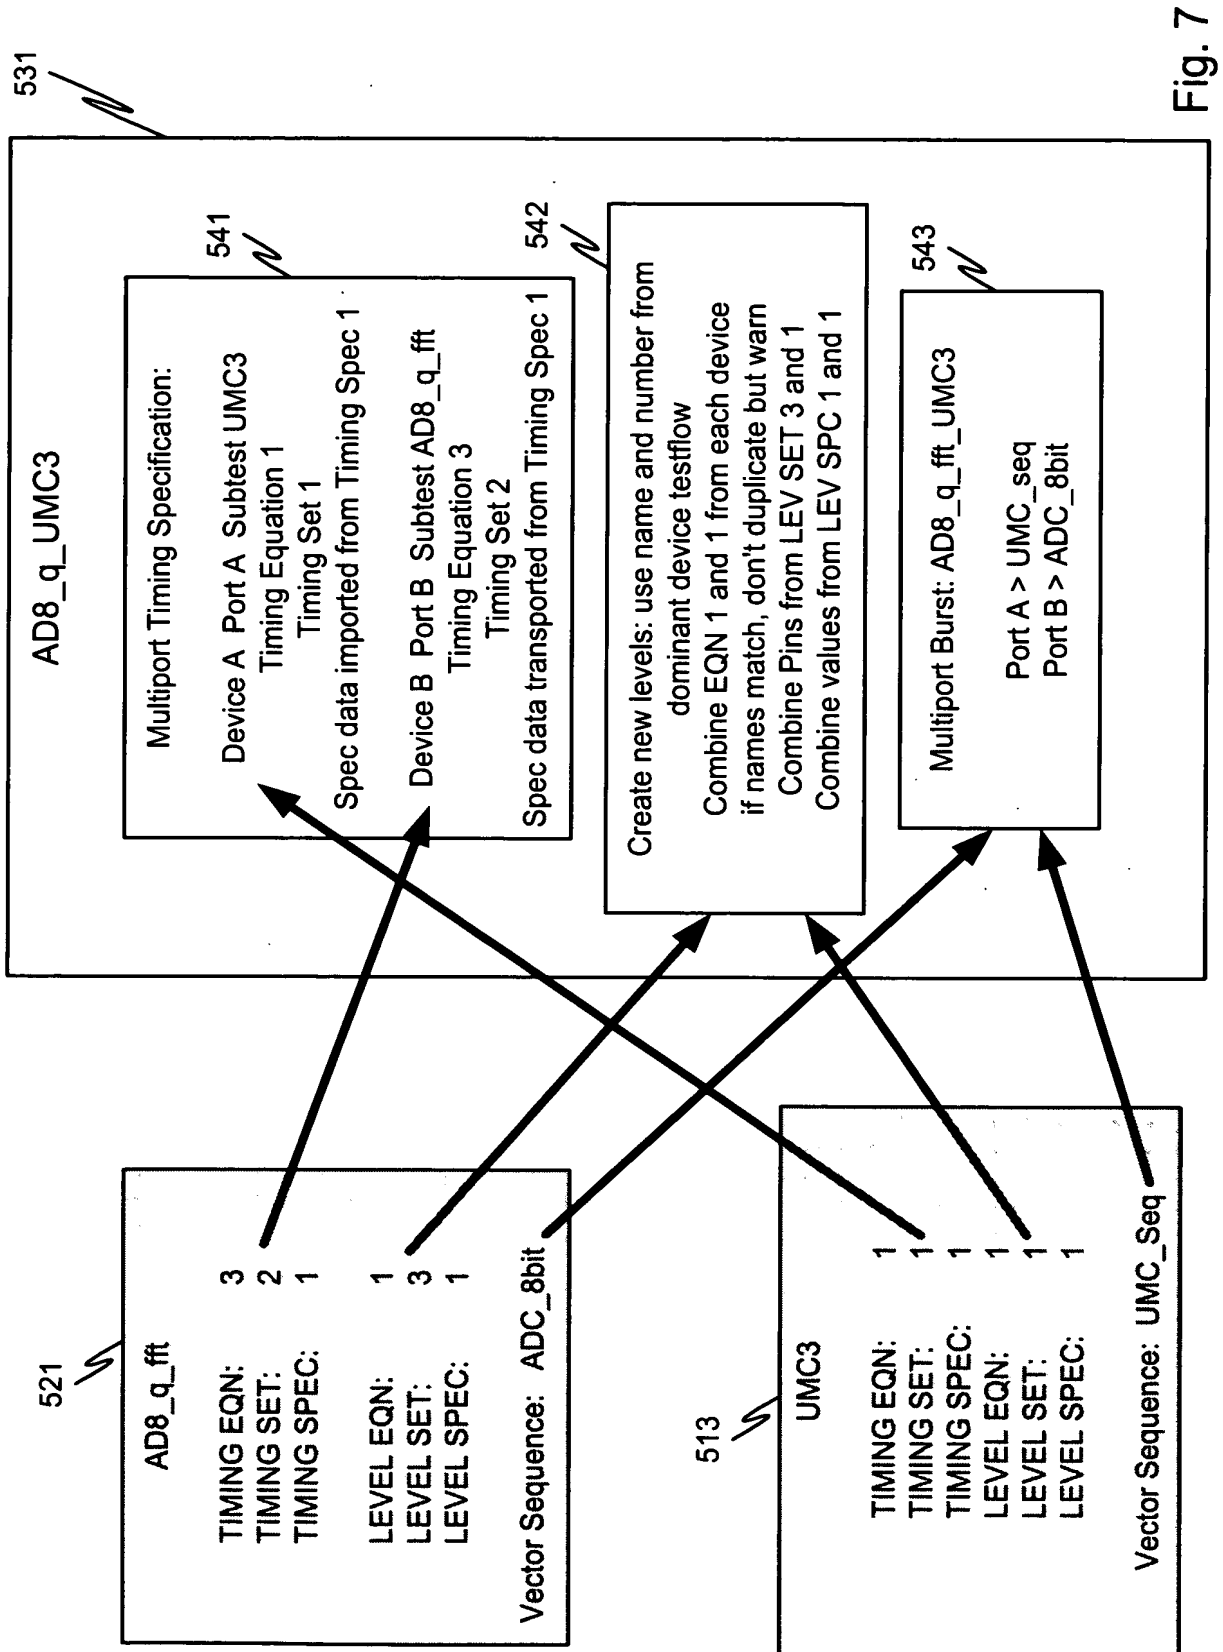 521
AD8_q_fft
TIMING EQN: 3
TIMING SET: 2
TIMING SPEC: 1
LEVEL EQN: 1
LEVEL SET: 3
LEVEL SPEC: 1
Vector Sequence: ADC_8bit
513
UMC3
TIMING EQN: 1
TIMING SET: 1
TIMING SPEC: 1
LEVEL EQN: 1
LEVEL SET: 1
LEVEL SPEC: 1
Vector Sequence: UMC_Seq
531
AD8_q_UMC3
541
Multiport Timing Specification:
Device A Port A Subtest UMC3
Timing Equation 1
Timing Set 1
Spec data imported from Timing Spec 1
Device B Port B Subtest AD8_q_fft
Timing Equation 3
Timing Set 2
Spec data transported from Timing Spec 1
542
Create new levels: use name and number from
dominant device testflow
Combine EQN 1 and 1 from each device
if names match, don't duplicate but warn
Combine Pins from LEV SET 3 and 1
Combine values from LEV SPC 1 and 1
543
Multiport Burst: AD8_q_fft_UMC3
Port A > UMC_seq
Port B > ADC_8bit
Fig. 7